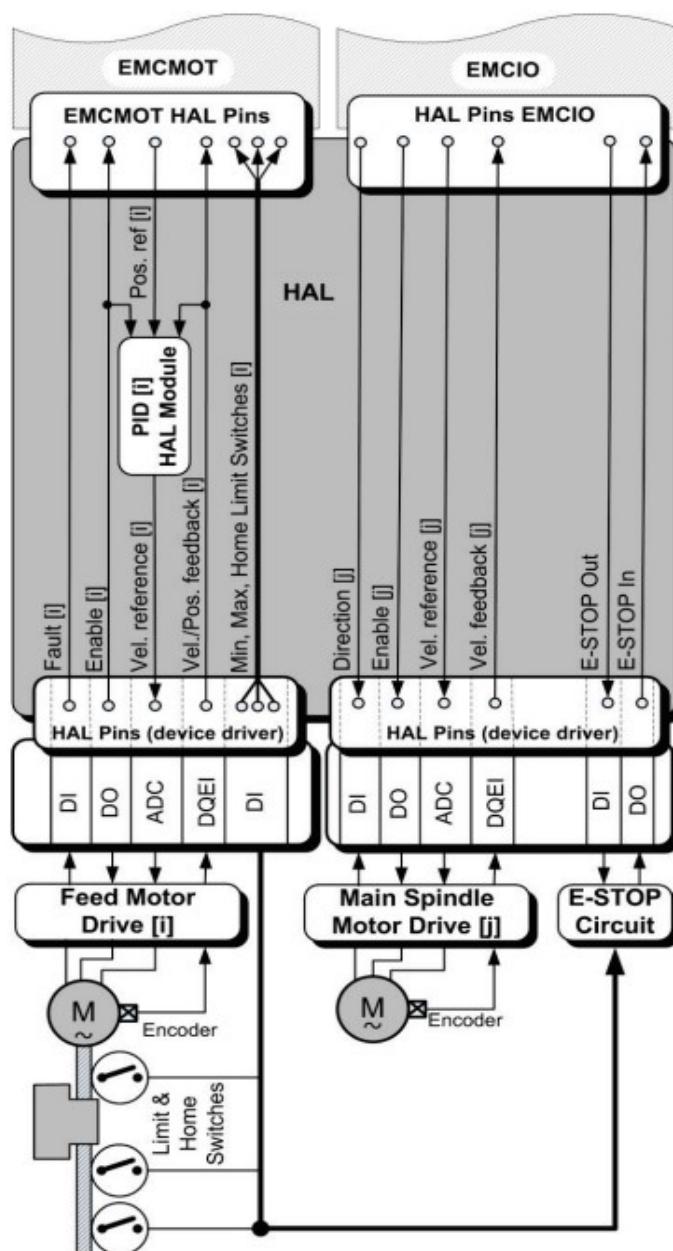 EMCMOT
EMCIO
EMCMOT HAL Pins
HAL Pins EMCIO
HAL
Pos. ref [i]
PID [i]
HAL Module
Fault [i]
Enable [i]
Vel. reference [i]
Vel./Pos. feedback [i]
Min, Max, Home Limit Switches [i]
Direction [j]
Enable [j]
Vel. reference [j]
Vel. feedback [j]
E-STOP Out
E-STOP In
HAL Pins (device driver)
HAL Pins (device driver)
DI
DO
ADC
DQEI
DI
DI
DO
ADC
DQEI
DI
DO
Feed Motor
Drive [i]
Main Spindle
Motor Drive [j]
E-STOP
Circuit
M
~
Encoder
M
~
Encoder
Limit &
Home
Switches